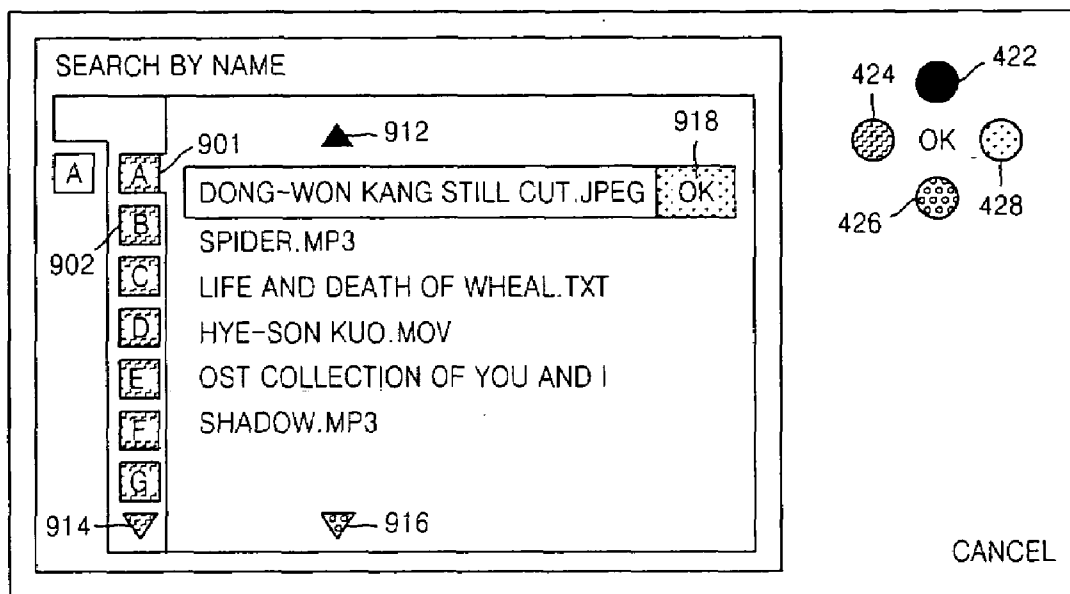 SEARCH BY NAME
422
424
OK
428
426
912
918
901
A
A
DONG-WON KANG STILL CUT.JPEG
OK
B
SPIDER.MP3
902
C
LIFE AND DEATH OF WHEAL.TXT
D
HYE-SON KUO.MOV
E
OST COLLECTION OF YOU AND I
F
SHADOW.MP3
G
914
916
CANCEL